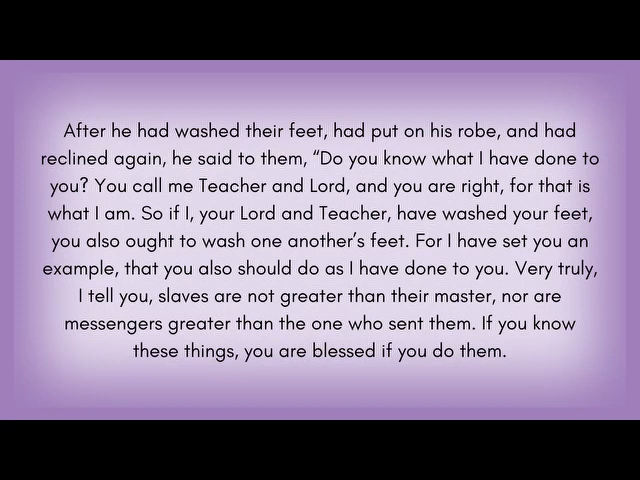 After he had washed their feet, had put on his robe, and had
reclined again, he said to them, “Do you know what I have done to
you? You call me Teacher and Lord, and you are right, for that is
what I am. So if I, your Lord and Teacher, have washed your feet,
you also ought to wash one another’s feet. For I have set you an
example, that you also should do as I have done to you. Very truly,
I tell you, slaves are not greater than their master, nor are
messengers greater than the one who sent them. If you know
these things, you are blessed if you do them.